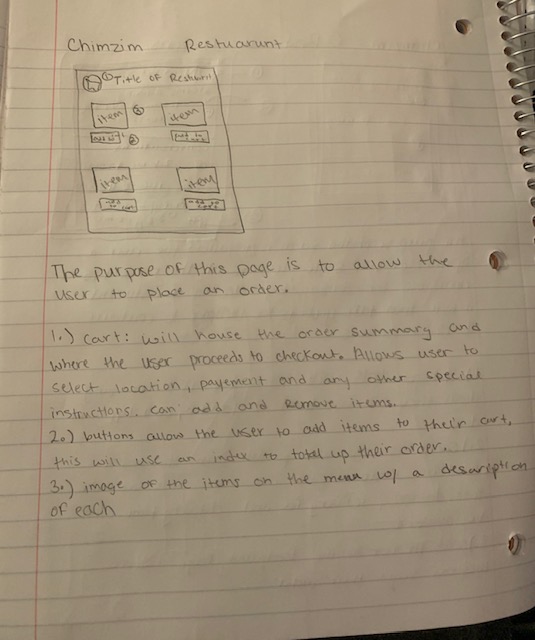 Chimzim Restuarunt
① Title of Resturnt
item ③ item
add to ② add to
item item
add to cart add to cart
The purpose of this page is to allow the
user to place an order.
1.) cart: will house the order summary and
where the user proceeds to checkout. Allows user to
select location, payement and any other special
instructions. can add and remove items.
2.) buttons allow the user to add items to their cart,
this will use an index to total up their order.
3.) image of the items on the menu w/ a desuription
of each